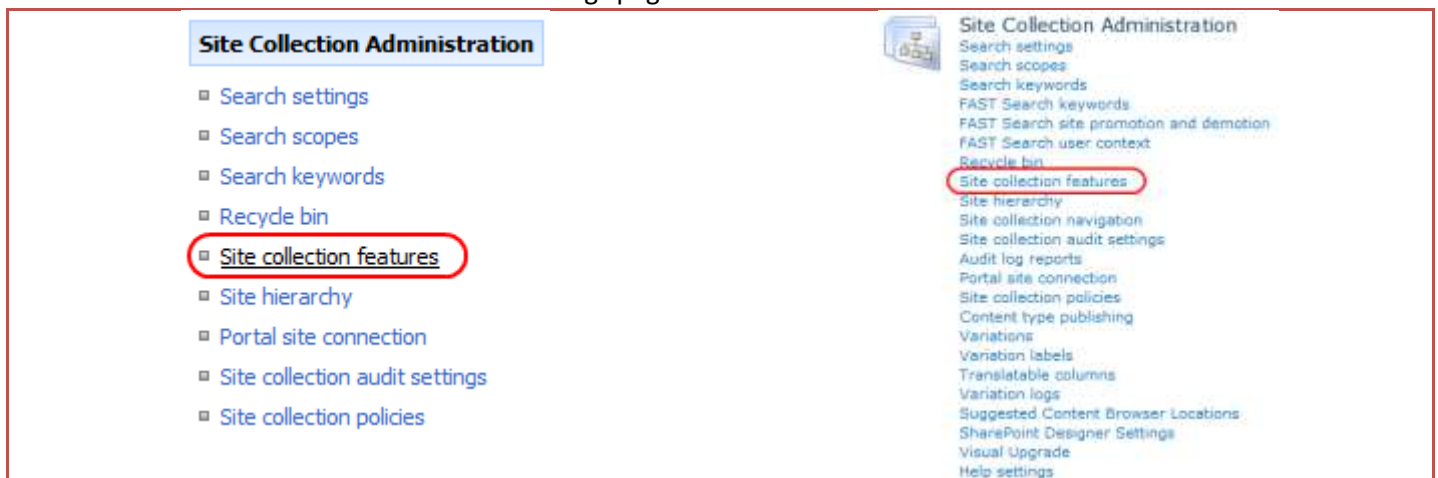 Site Collection Administration
Search settings
Search scopes
Search keywords
Recycle bin
Site collection features
Site hierarchy
Portal site connection
Site collection audit settings
Site collection policies
Site Collection Administration
Search settings
Search scopes
Search keywords
FAST Search keywords
FAST Search site promotion and demotion
FAST Search user context
Recycle bin
Site collection features
Site hierarchy
Site collection navigation
Site collection audit settings
Audit log reports
Portal site connection
Site collection policies
Content type publishing
Variations
Variation labels
Translatable columns
Variation logs
Suggested Content Browser Locations
SharePoint Designer Settings
Visual Upgrade
Help settings